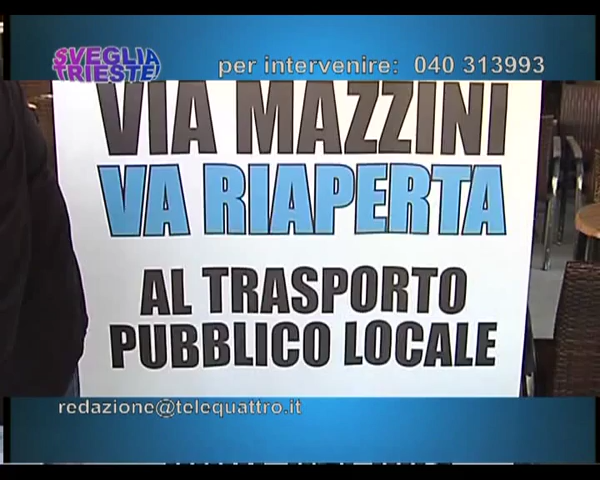 SVEGLIA
TRIESTE
per intervenire: 040 313993
VIA MAZZINI
VA RIAPERTA
AL TRASPORTO
PUBBLICO LOCALE
redazione@telequattro.it